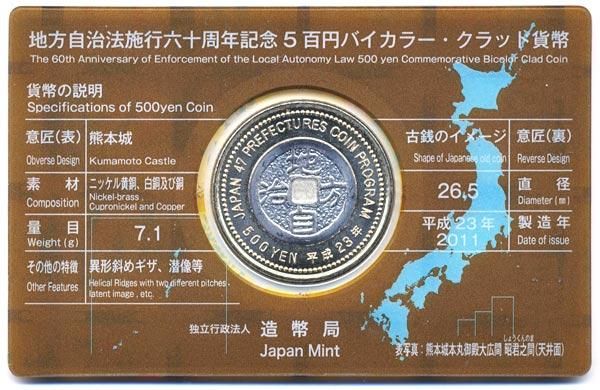 地方自治法施行六十周年記念5百円バイカラー・クラッド貨幣
The 60th Anniversary of Enforcement of the Local Autonomy Law 500 yen Commemorative Bicolor Clad Coin
貨幣の説明
Specifications of 500yen Coin
意匠(表) 熊本城
Obverse Design Kumamoto Castle
素材 ニッケル黄銅、白銅及び銅
Composition Nickel-brass, Cupronickel and Copper
量目 7.1
Weight (g)
その他の特徴 異形斜めギザ、潜像等
Other Features Helical Ridges with two different pitches, latent image, etc.
JAPAN 47 PREFECTURES COIN PROGRAM
地方自治
500YEN 平成23年
古銭のイメージ 意匠(裏)
Shape of Japanese old coin Reverse Design
26.5 直径
Diameter (mm)
平成23年 製造年
2011 Date of issue
独立行政法人 造幣局
Japan Mint
しょうくんのま
表写真:熊本城本丸御殿大広間 昭君之間(天井面)